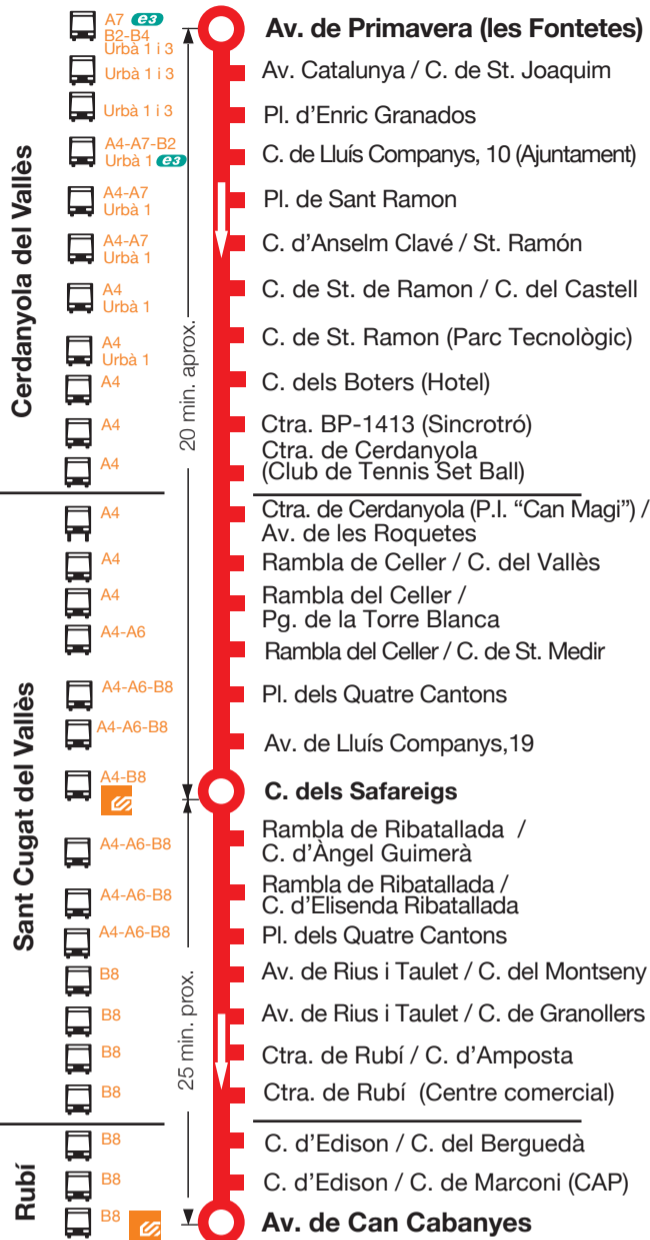 A7 e3
B2-B4
Urbà 1 i 3
Av. de Primavera (les Fontetes)
Urbà 1 i 3
Av. Catalunya / C. de St. Joaquim
Urbà 1 i 3
Pl. d'Enric Granados
A4-A7-B2
Urbà 1 e3
C. de Lluís Companys, 10 (Ajuntament)
A4-A7
Urbà 1
Pl. de Sant Ramon
A4-A7
Urbà 1
C. d'Anselm Clavé / St. Ramón
A4
Urbà 1
C. de St. de Ramon / C. del Castell
A4
Urbà 1
C. de St. Ramon (Parc Tecnològic)
A4
C. dels Boters (Hotel)
A4
Ctra. BP-1413 (Sincrotró)
A4
Ctra. de Cerdanyola
(Club de Tennis Set Ball)
Cerdanyola del Vallès
20 min. aprox.
A4
Ctra. de Cerdanyola (P.I. “Can Magi”) /
Av. de les Roquetes
A4
Rambla de Celler / C. del Vallès
A4
Rambla del Celler /
Pg. de la Torre Blanca
A4-A6
Rambla del Celler / C. de St. Medir
A4-A6-B8
Pl. dels Quatre Cantons
A4-A6-B8
Av. de Lluís Companys,19
A4-B8
C. dels Safareigs
A4-A6-B8
Rambla de Ribatallada /
C. d'Àngel Guimerà
A4-A6-B8
Rambla de Ribatallada /
C. d'Elisenda Ribatallada
A4-A6-B8
Pl. dels Quatre Cantons
B8
Av. de Rius i Taulet / C. del Montseny
B8
Av. de Rius i Taulet / C. de Granollers
B8
Ctra. de Rubí / C. d'Amposta
B8
Ctra. de Rubí (Centre comercial)
Sant Cugat del Vallès
25 min. prox.
B8
C. d'Edison / C. del Berguedà
B8
C. d'Edison / C. de Marconi (CAP)
B8
Av. de Can Cabanyes
Rubí